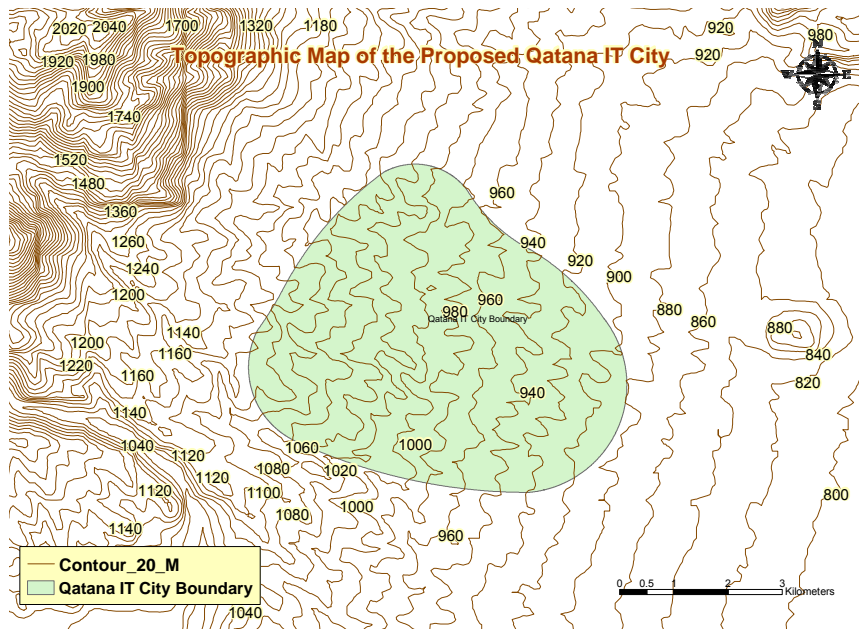 2020 2040 1700 1320 1180 920 980
Topographic Map of the Proposed Qatana IT City
N
1920 1980 920
W E
1900
S
1740
1520
1480
960
1360
1260 940
1240 920
900
1200 960
980 880
Qatana IT City Boundary
860
1140 880
1200 1160 840
1220
1160 940 820
1140
1040 1060 1000
1120 1080 1020
1120
1120 1100 1000 800
1080
1140 960
Contour_20_M
Qatana IT City Boundary
0 0.5 1 2 3
Kilometers
1040